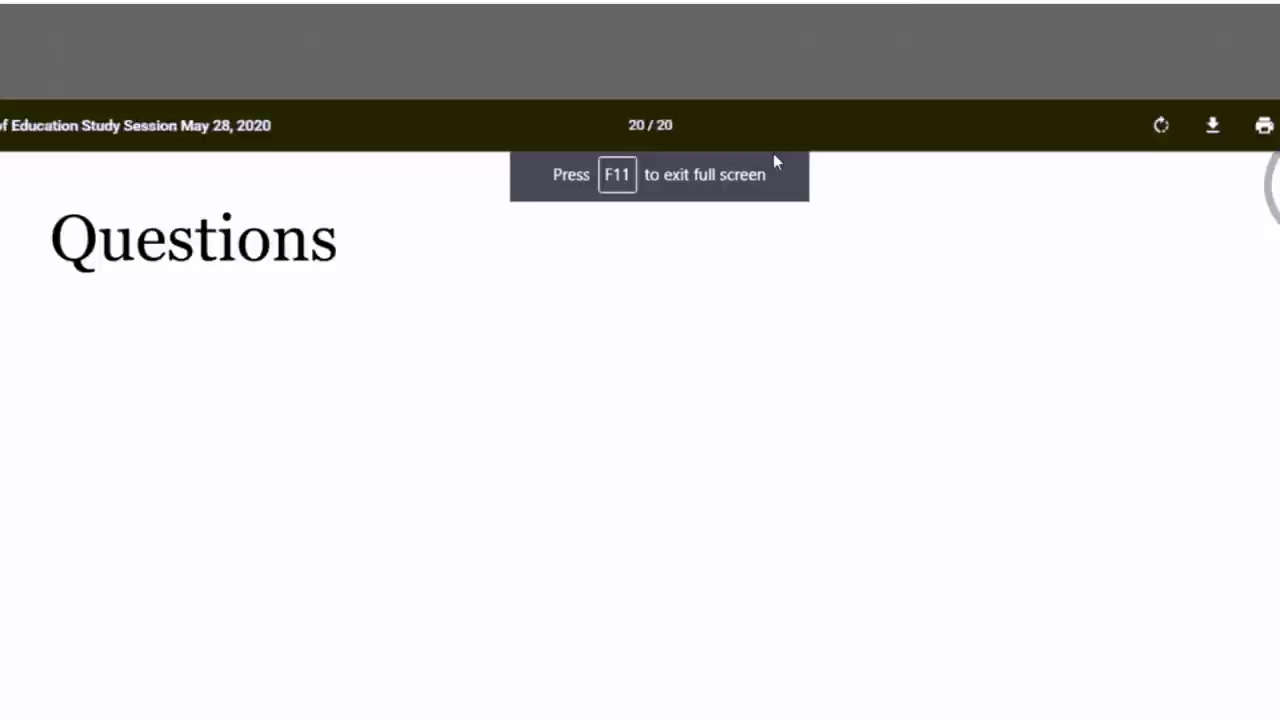 of Education Study Session May 28, 2020
20 / 20
Press F11 to exit full screen
Questions